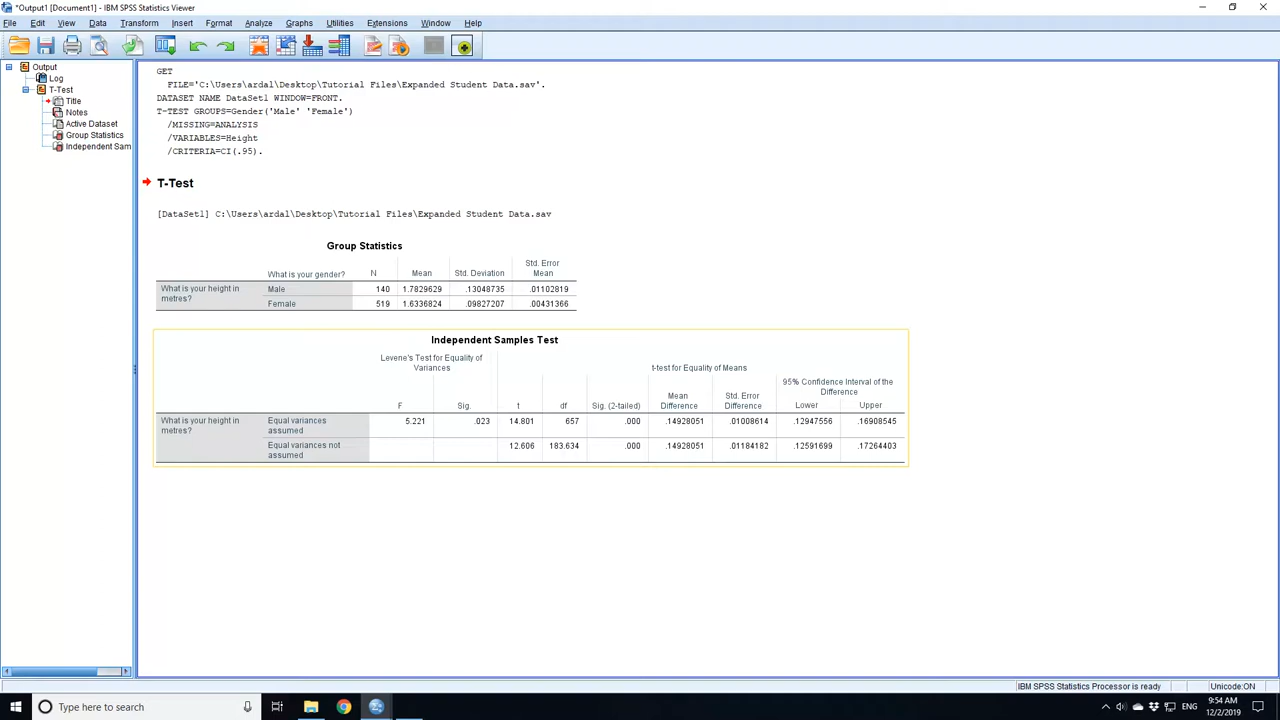 *Output1 [Document1] - IBM SPSS Statistics Viewer
File Edit View Data Transform Insert Format Analyze Graphs Utilities Extensions Window Help
Output
Log
T-Test
Title
Notes
Active Dataset
Group Statistics
Independent Sam
GET
FILE='C:\Users\ardal\Desktop\Tutorial Files\Expanded Student Data.sav'.
DATASET NAME DataSet1 WINDOW=FRONT.
T-TEST GROUPS=Gender('Male' 'Female')
/MISSING=ANALYSIS
/VARIABLES=Height
/CRITERIA=CI(.95).
T-Test
[DataSet1] C:\Users\ardal\Desktop\Tutorial Files\Expanded Student Data.sav
Group Statistics
What is your gender? N Mean Std. Deviation Std. Error Mean
What is your height in metres? Male 140 1.7829629 .13048735 .01102819
Female 519 1.6336824 .09827207 .00431366
Independent Samples Test
Levene's Test for Equality of Variances t-test for Equality of Means
95% Confidence Interval of the Difference
F Sig. t df Sig. (2-tailed) Mean Difference Std. Error Difference Lower Upper
What is your height in metres? Equal variances assumed 5.221 .023 14.801 657 .000 .14928051 .01008614 .12947556 .16908545
Equal variances not assumed 12.606 183.634 .000 .14928051 .01184182 .12591699 .17264403
IBM SPSS Statistics Processor is ready Unicode:ON
Type here to search
ENG
9:54 AM
12/2/2019